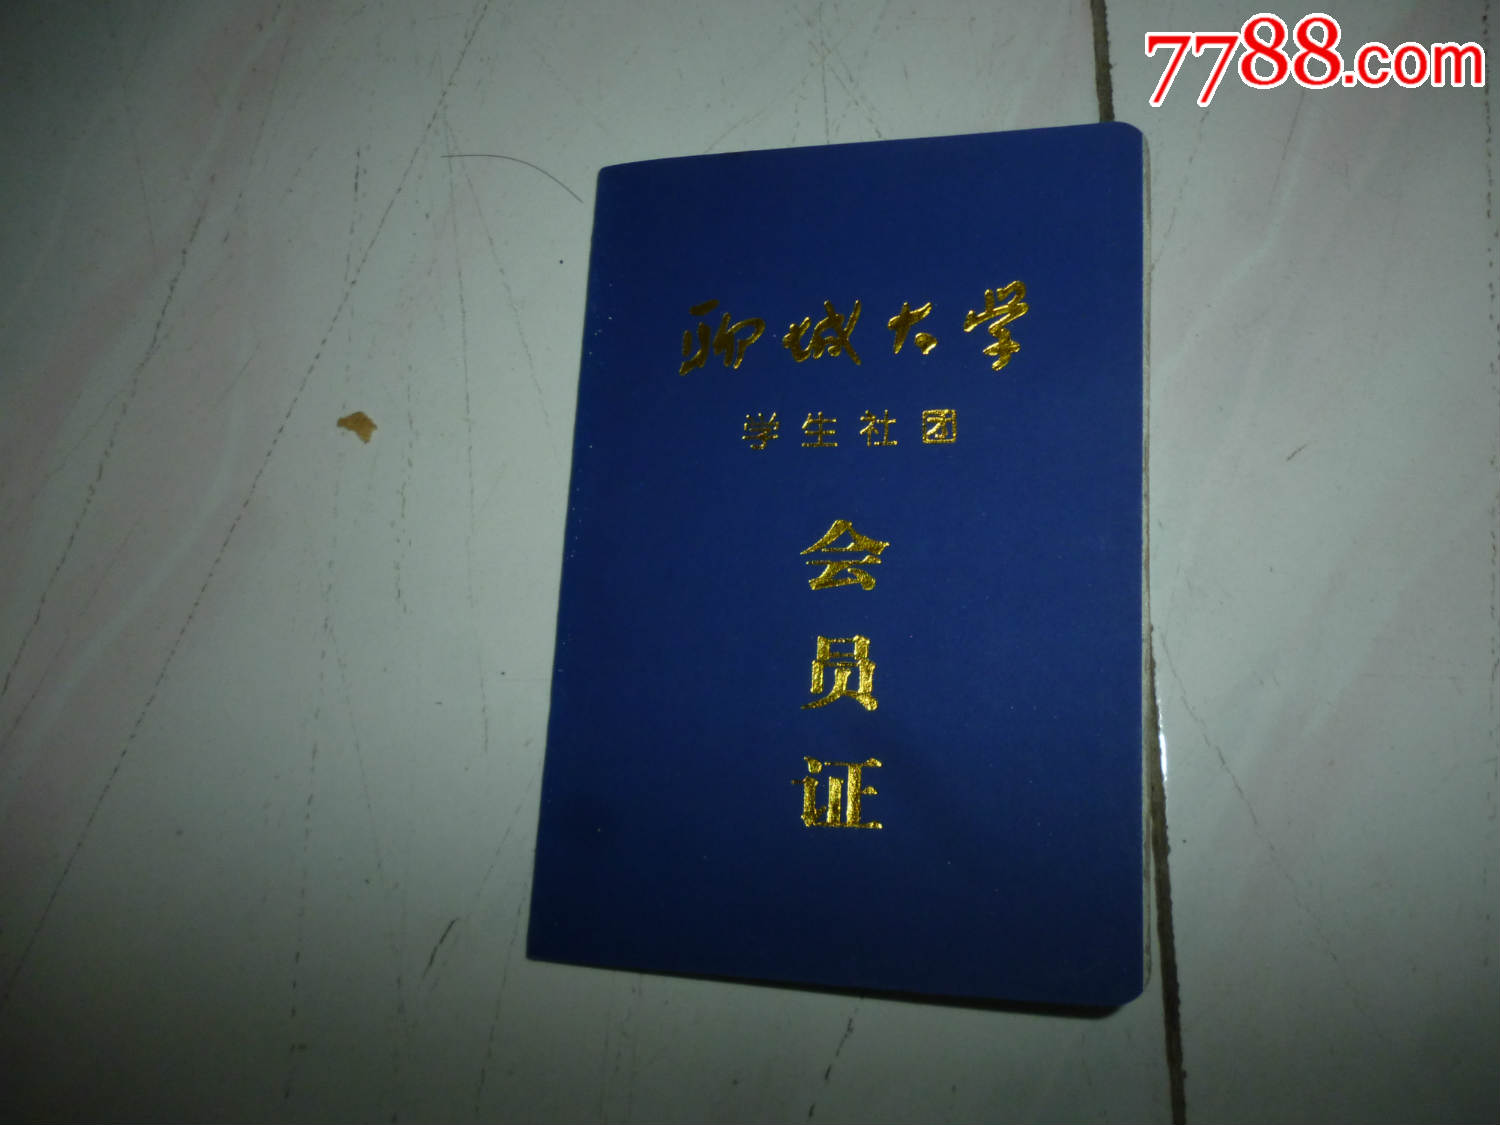 7788.com
聊城大学
学生社团
会
员
证